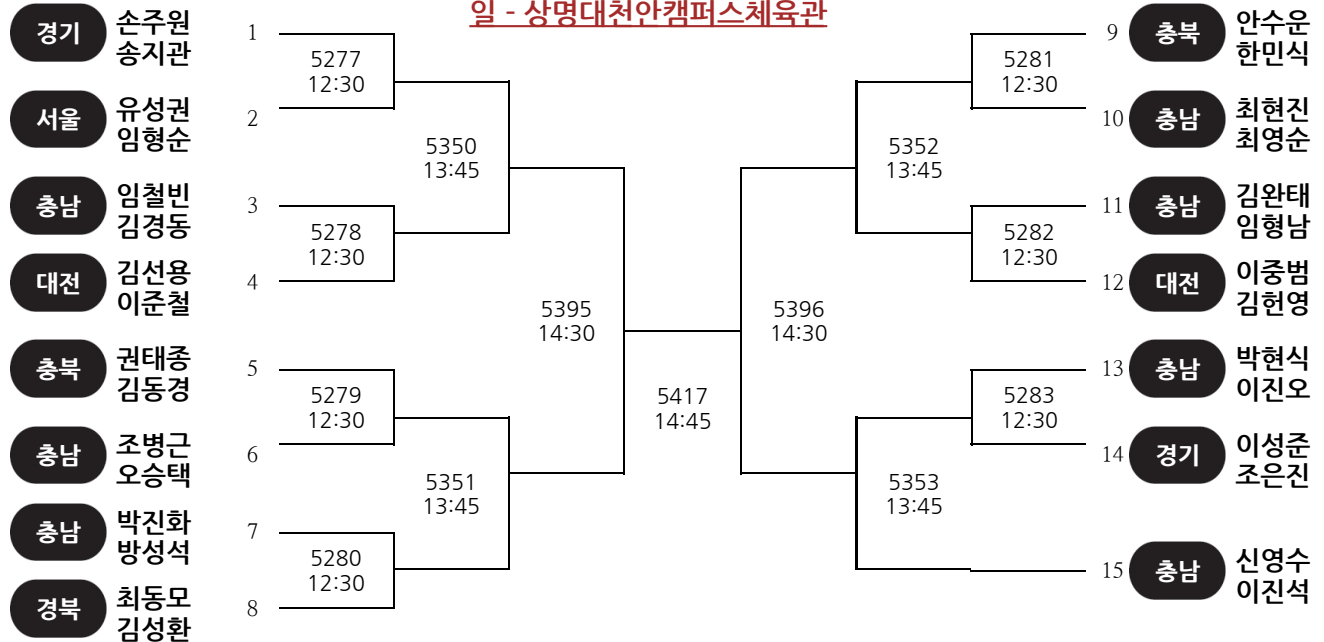 일 - 상명대천안캠퍼스체육관
경기 손주원 송지관 1
서울 유성권 임형순 2
5277
12:30
충남 임철빈 김경동 3
대전 김선용 이준철 4
5278
12:30
5350
13:45
충북 권태종 김동경 5
충남 조병근 오승택 6
5279
12:30
충남 박진화 방성석 7
경북 최동모 김성환 8
5280
12:30
5351
13:45
5395
14:30
5417
14:45
5396
14:30
5352
13:45
5281
12:30
9 충북 안수운 한민식
10 충남 최현진 최영순
5282
12:30
11 충남 김완태 임형남
12 대전 이중범 김헌영
5353
13:45
5283
12:30
13 충남 박현식 이진오
14 경기 이성준 조은진
15 충남 신영수 이진석